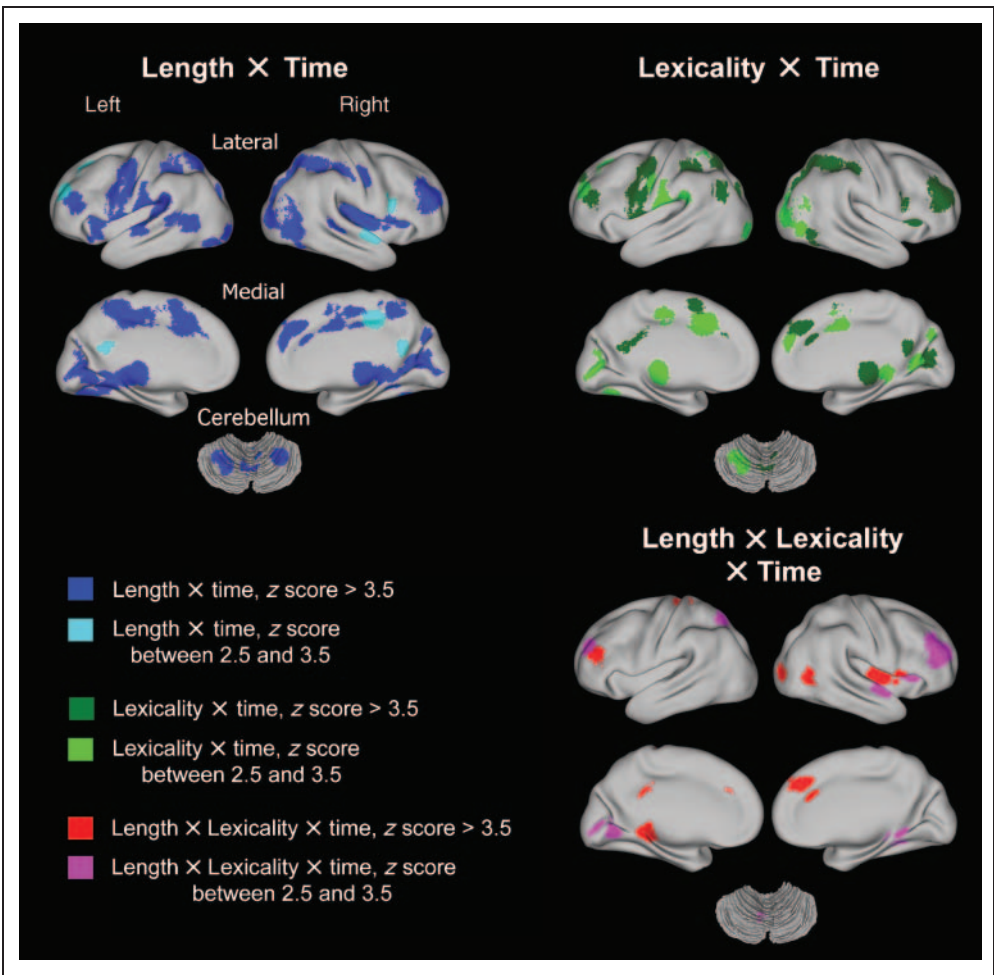 Length × Time
Left
Right
Lateral
Medial
Cerebellum
Lexicality × Time
Length × Lexicality
× Time
Length × time, z score > 3.5
Length × time, z score
between 2.5 and 3.5
Lexicality × time, z score > 3.5
Lexicality × time, z score
between 2.5 and 3.5
Length × Lexicality × time, z score > 3.5
Length × Lexicality × time, z score
between 2.5 and 3.5